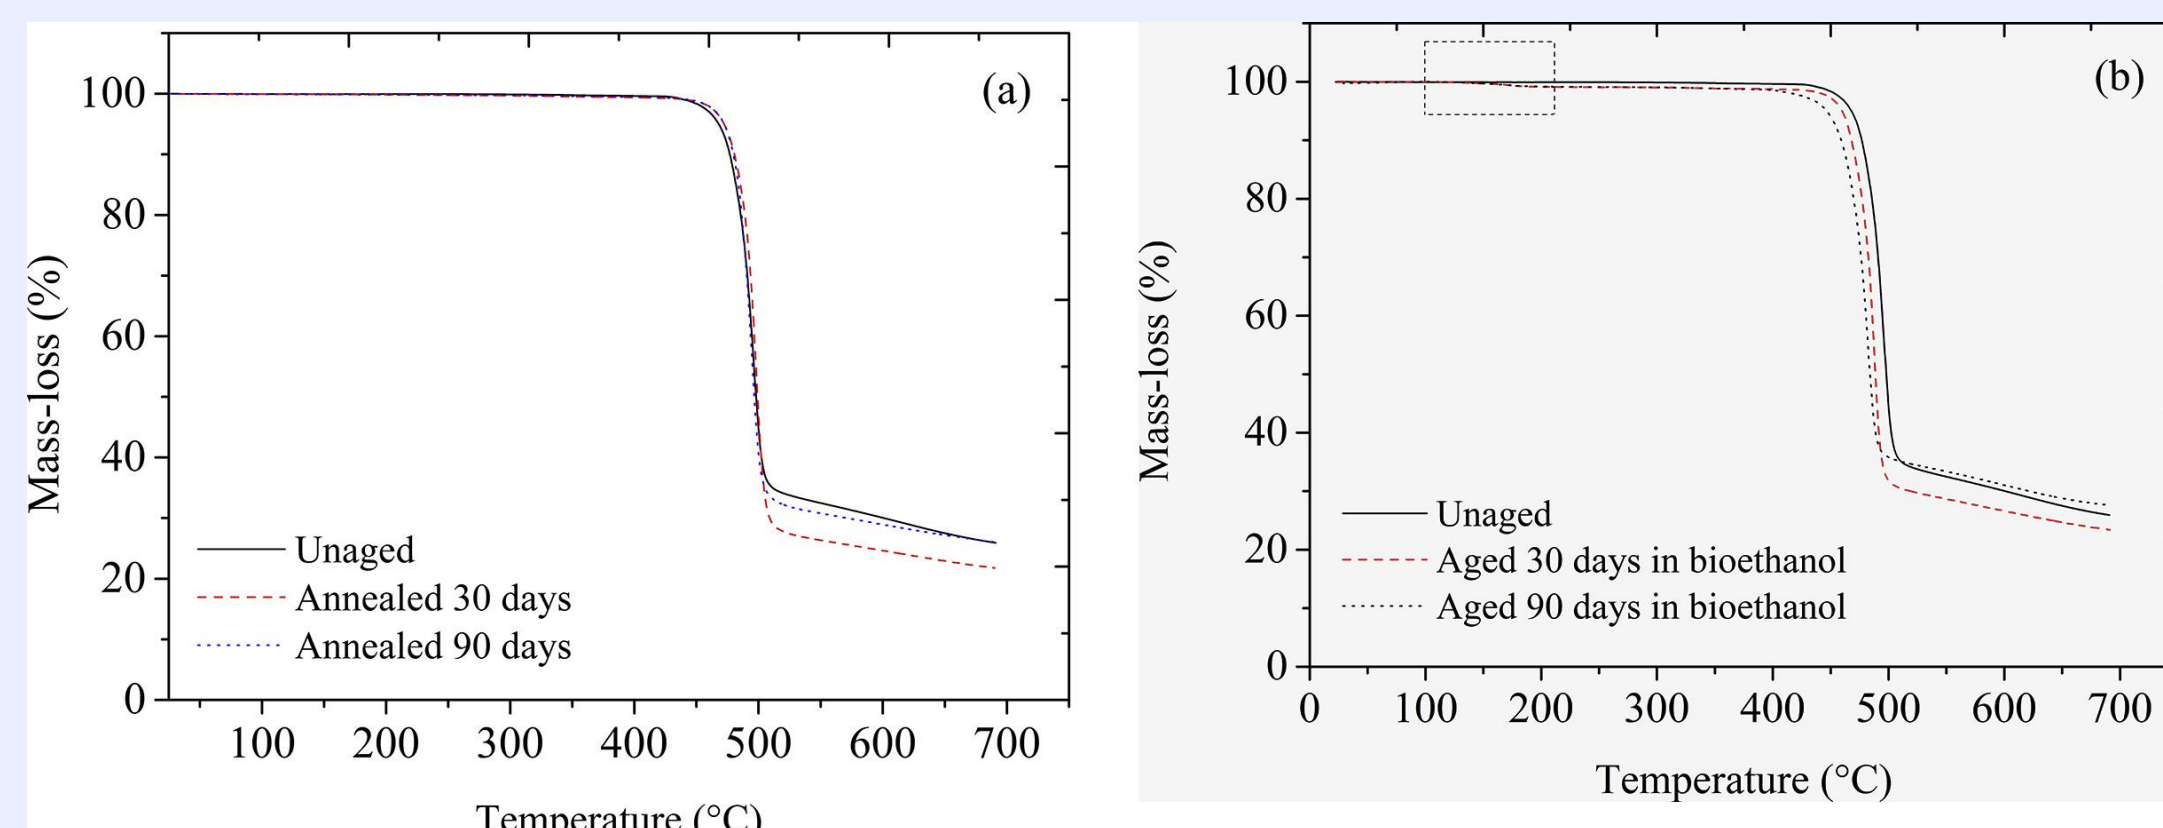 (a)
100
80
60
40
20
0
Mass-loss (%)
Unaged
Annealed 30 days
Annealed 90 days
100 200 300 400 500 600 700
Temperature (°C)
(b)
100
80
60
40
20
0
Mass-loss (%)
Unaged
Aged 30 days in bioethanol
Aged 90 days in bioethanol
0 100 200 300 400 500 600 700
Temperature (°C)